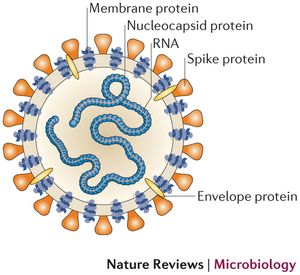 Membrane protein
Nucleocapsid protein
RNA
Spike protein
Envelope protein
Nature Reviews | Microbiology